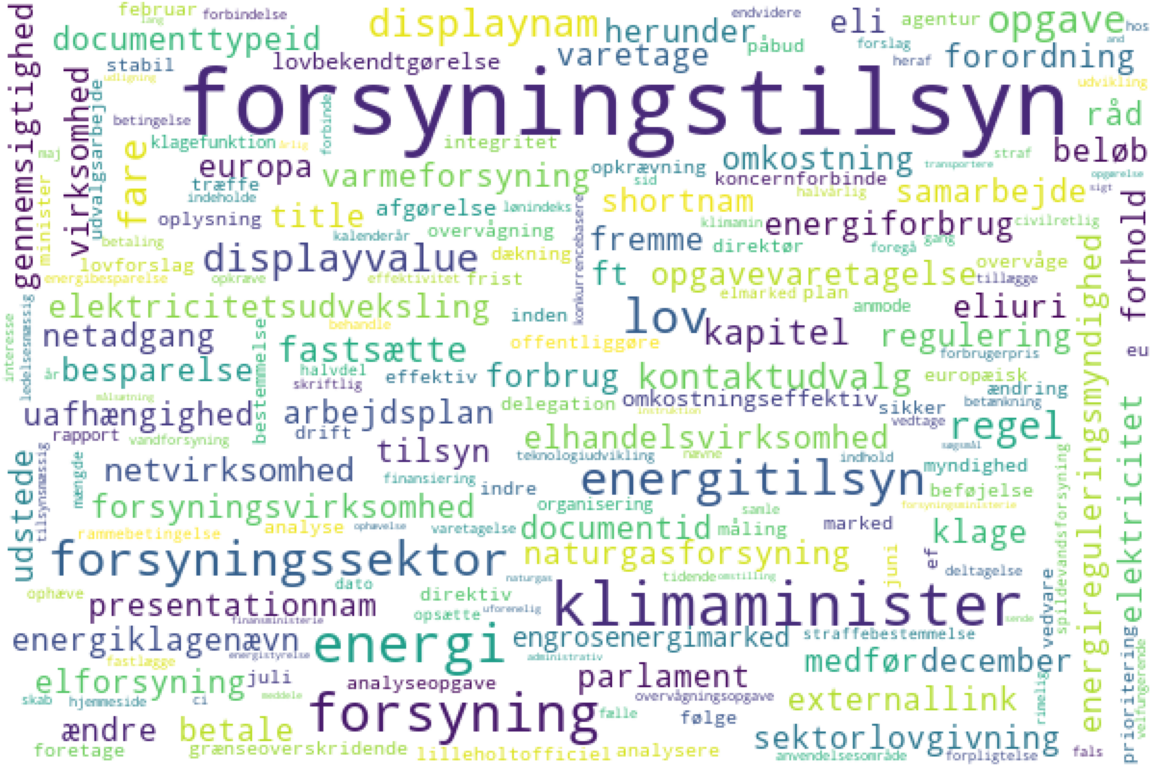 februar forbindelse displaynam herunder endvidere eli agentur opgave hos
lang documenttypeid stabil lovbekendtgørelse varetage påbud forslag and heraf forordning
udligning forsyningstilsyn udvikling råd
gennemsigtighed virksomhed udvalgsarbejde betingelse klagefunktion årlig forbinde integritet omkostning straf beløb
maj fare europa opkrævning transportere
minister træffe varmeforsyning sid koncernforbinde opgørelse
indeholde shortnam halvårlig samarbejde sigt
oplysning title afgørelse lønindeks klimamin energiforbrug civilretlig
betaling kalenderår overvågning konkurrencebasere fremme direktør foregå gang overvåge forhold
lovforslag displayvalue dækning
energibesparelse opkræve effektivitet frist ft opgavevaretagelse tillægge
elektricitetsudveksling elmarked plan anmode eliuri
interesse ledelsesmæssig netadgang behandle inden lov kapitel regulering energireguleringsmyndighed
fastsætte offentliggøre forbrugerpris eu
år besparelse bestemmelse halvdel skriftlig effektiv forbrug kontaktudvalg europæisk ændring
målsætning omkostningseffektiv betænkning
uafhængighed arbejdsplan delegation instruktion sikker vedtage regel elektricitet
rapport vandforsyning drift tilsyn elhandelsvirksomhed søgsmål
udstede tilsynsmæssig mængde netvirksomhed finansiering teknologiudvikling nævne indhold myndighed spildevandsforsyning
indre energitilsyn beføjelse
forsyningsvirksomhed organisering samle forsyningsministerie
rammebetingelse analyse ophævelse varetagelse documentid måling marked klage
forsyningssektor naturgasforsyning juni ef
ophæve dato naturgas tidende omstilling deltagelse
presentationnam direktiv klimaminister vedvare
finansministerie opsætte uforenelig sende
energiklagenævn energi engrosenergimarked straffebestemmelse prioritering
fastlægge energistyrelse administrativ medfør december velfungerende
elforsyning juli analyseopgave parlament rimelig
skab hjemmeside ci meddele overvågningsopgave externallink
ændre betale forsyning fælle følge sektorlovgivning
foretage grænseoverskridende lilleholtofficiel analysere anvendelsesområde forpligtelse fals